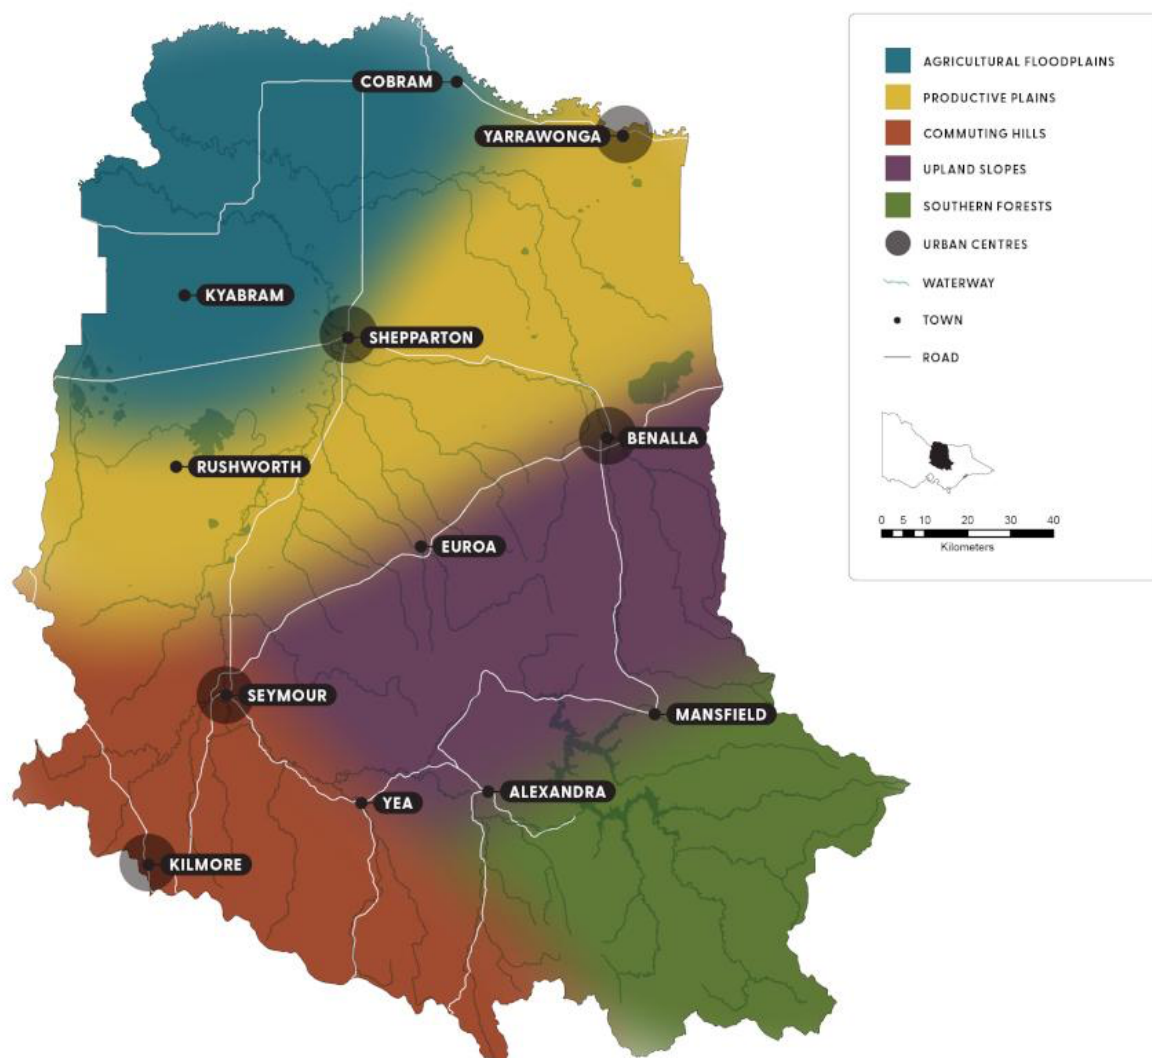 COBRAM
YARRAWONGA
KYABRAM
SHEPPARTON
BENALLA
RUSHWORTH
EUROA
SEYMOUR
MANSFIELD
ALEXANDRA
YEA
KILMORE
AGRICULTURAL FLOODPLAINS
PRODUCTIVE PLAINS
COMMUTING HILLS
UPLAND SLOPES
SOUTHERN FORESTS
URBAN CENTRES
WATERWAY
TOWN
ROAD
0 5 10 20 30 40
Kilometers